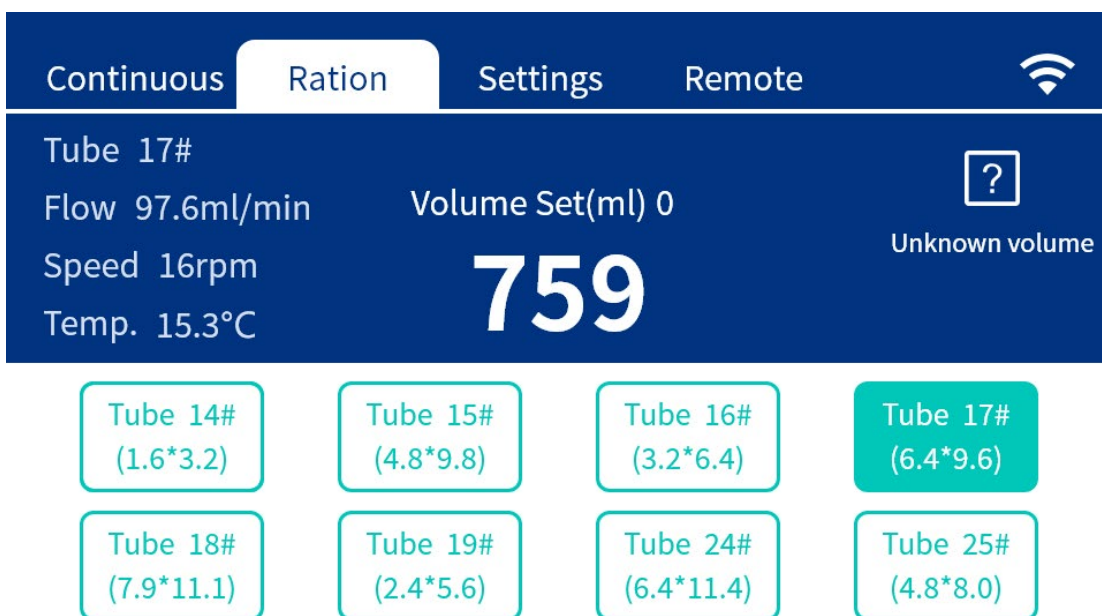 Continuous Ration Settings Remote
Tube 17#
Flow 97.6ml/min
Speed 16rpm
Temp. 15.3°C
Volume Set(ml) 0
759
?
Unknown volume
Tube 14#
(1.6*3.2)
Tube 15#
(4.8*9.8)
Tube 16#
(3.2*6.4)
Tube 17#
(6.4*9.6)
Tube 18#
(7.9*11.1)
Tube 19#
(2.4*5.6)
Tube 24#
(6.4*11.4)
Tube 25#
(4.8*8.0)